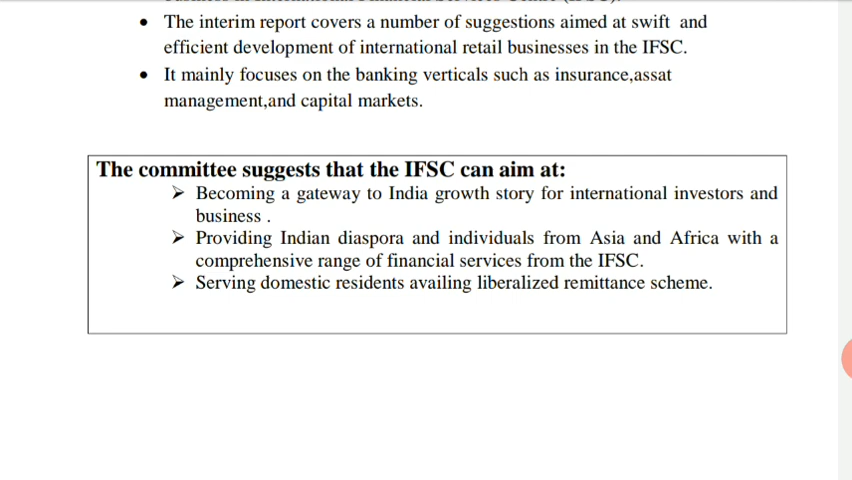 • The interim report covers a number of suggestions aimed at swift and
efficient development of international retail businesses in the IFSC.
• It mainly focuses on the banking verticals such as insurance,assat
management,and capital markets.
The committee suggests that the IFSC can aim at:
➢ Becoming a gateway to India growth story for international investors and
business .
➢ Providing Indian diaspora and individuals from Asia and Africa with a
comprehensive range of financial services from the IFSC.
➢ Serving domestic residents availing liberalized remittance scheme.